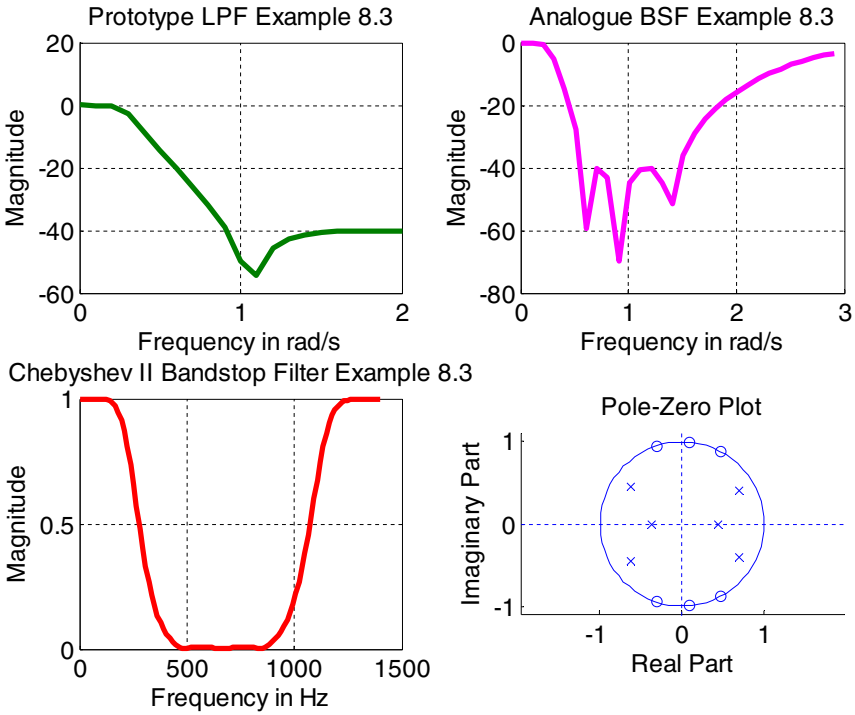 Prototype LPF Example 8.3
20
0
-20
-40
-60
Magnitude
0
1
2
Frequency in rad/s
Analogue BSF Example 8.3
0
-20
-40
-60
-80
Magnitude
0
1
2
3
Frequency in rad/s
Chebyshev II Bandstop Filter Example 8.3
1
0.5
0
Magnitude
0
500
1000
1500
Frequency in Hz
Pole-Zero Plot
1
0
-1
Imaginary Part
-1
0
1
Real Part